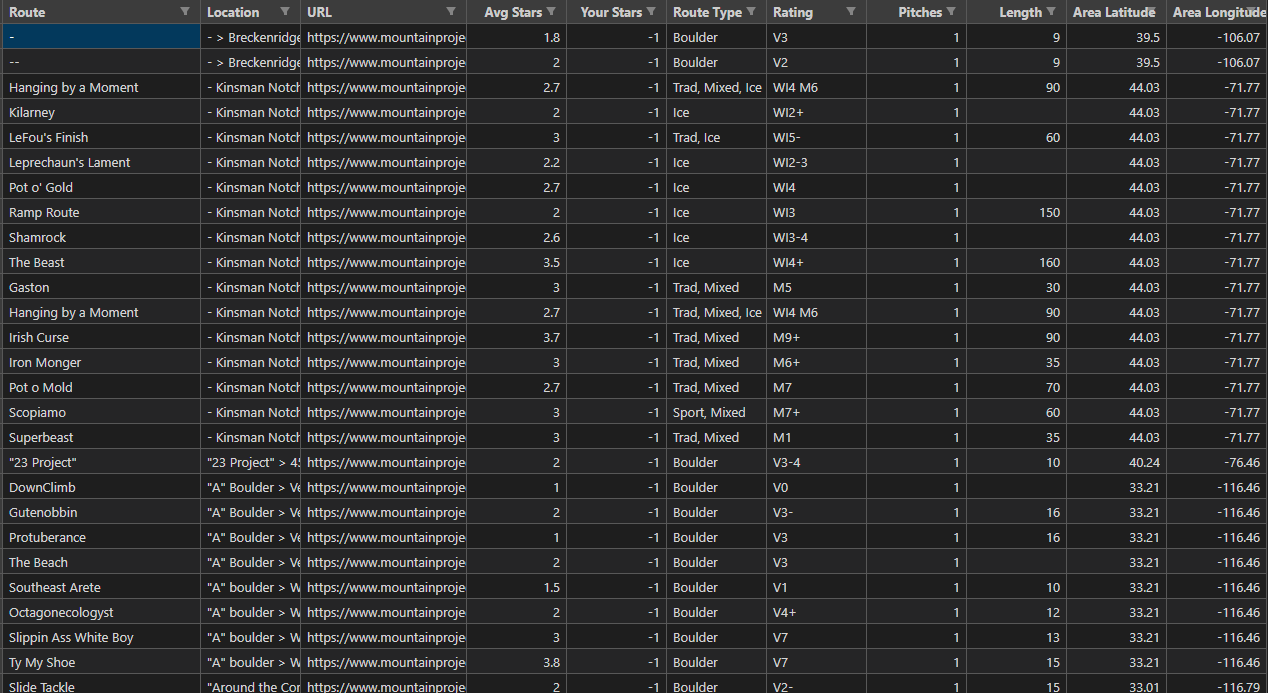 Route Location URL Avg Stars Your Stars Route Type Rating Pitches Length Area Latitude Area Longitude
- - > Breckenridge https://www.mountainproje 1.8 -1 Boulder V3 1 9 39.5 -106.07
-- - > Breckenridge https://www.mountainproje 2 -1 Boulder V2 1 9 39.5 -106.07
Hanging by a Moment - Kinsman Notch https://www.mountainproje 2.7 -1 Trad, Mixed, Ice WI4 M6 1 90 44.03 -71.77
Kilarney - Kinsman Notch https://www.mountainproje 2 -1 Ice WI2+ 1 44.03 -71.77
LeFou's Finish - Kinsman Notch https://www.mountainproje 3 -1 Trad, Ice WI5- 1 60 44.03 -71.77
Leprechaun's Lament - Kinsman Notch https://www.mountainproje 2.2 -1 Ice WI2-3 1 44.03 -71.77
Pot o' Gold - Kinsman Notch https://www.mountainproje 2.7 -1 Ice WI4 1 44.03 -71.77
Ramp Route - Kinsman Notch https://www.mountainproje 2 -1 Ice WI3 1 150 44.03 -71.77
Shamrock - Kinsman Notch https://www.mountainproje 2.6 -1 Ice WI3-4 1 44.03 -71.77
The Beast - Kinsman Notch https://www.mountainproje 3.5 -1 Ice WI4+ 1 160 44.03 -71.77
Gaston - Kinsman Notch https://www.mountainproje 3 -1 Trad, Mixed M5 1 30 44.03 -71.77
Hanging by a Moment - Kinsman Notch https://www.mountainproje 2.7 -1 Trad, Mixed, Ice WI4 M6 1 90 44.03 -71.77
Irish Curse - Kinsman Notch https://www.mountainproje 3.7 -1 Trad, Mixed M9+ 1 90 44.03 -71.77
Iron Monger - Kinsman Notch https://www.mountainproje 3 -1 Trad, Mixed M6+ 1 35 44.03 -71.77
Pot o Mold - Kinsman Notch https://www.mountainproje 2.7 -1 Trad, Mixed M7 1 70 44.03 -71.77
Scopiamo - Kinsman Notch https://www.mountainproje 3 -1 Sport, Mixed M7+ 1 60 44.03 -71.77
Superbeast - Kinsman Notch https://www.mountainproje 3 -1 Trad, Mixed M1 1 35 44.03 -71.77
"23 Project" "23 Project" > 45 https://www.mountainproje 2 -1 Boulder V3-4 1 10 40.24 -76.46
DownClimb "A" Boulder > Ve https://www.mountainproje 1 -1 Boulder V0 1 33.21 -116.46
Gutenobbin "A" Boulder > Ve https://www.mountainproje 2 -1 Boulder V3- 1 16 33.21 -116.46
Protuberance "A" Boulder > Ve https://www.mountainproje 1 -1 Boulder V3 1 16 33.21 -116.46
The Beach "A" Boulder > Ve https://www.mountainproje 2 -1 Boulder V3 1 33.21 -116.46
Southeast Arete "A" boulder > W https://www.mountainproje 1.5 -1 Boulder V1 1 10 33.21 -116.46
Octagonecologyst "A" boulder > W https://www.mountainproje 2 -1 Boulder V4+ 1 12 33.21 -116.46
Slippin Ass White Boy "A" boulder > W https://www.mountainproje 3 -1 Boulder V7 1 13 33.21 -116.46
Ty My Shoe "A" boulder > W https://www.mountainproje 3.8 -1 Boulder V7 1 15 33.21 -116.46
Slide Tackle "Around the Cor https://www.mountainproje 2 -1 Boulder V2- 1 15 33.01 -116.79